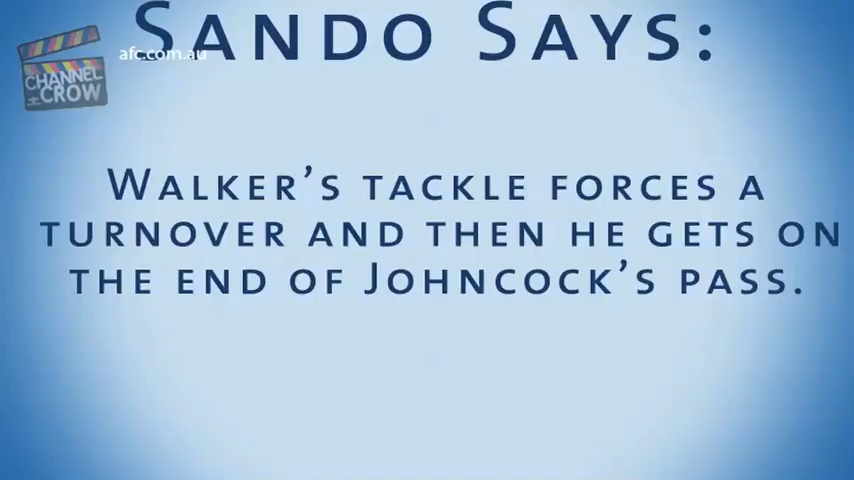 SANDO SAYS:
afc.com.au
CHANNEL
CROW
WALKER'S TACKLE FORCES A
TURNOVER AND THEN HE GETS ON
THE END OF JOHNCOCK'S PASS.